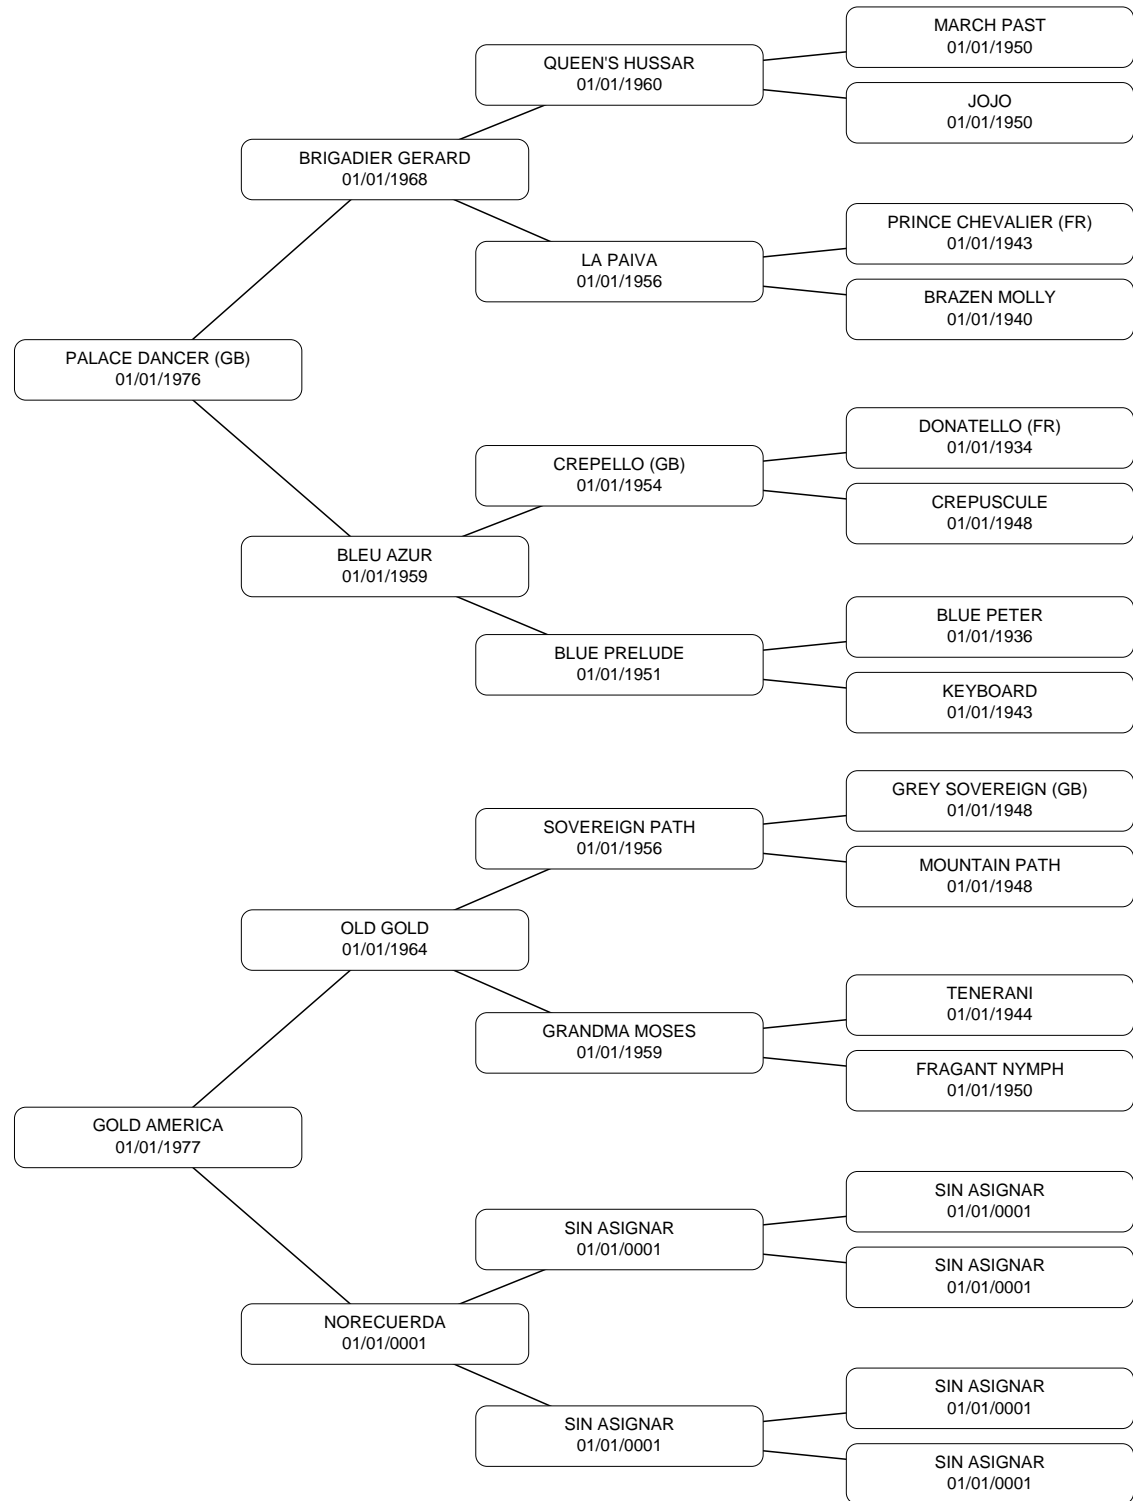 MARCH PAST
01/01/1950
QUEEN'S HUSSAR
01/01/1960
JOJO
01/01/1950
BRIGADIER GERARD
01/01/1968
PRINCE CHEVALIER (FR)
01/01/1943
LA PAIVA
01/01/1956
BRAZEN MOLLY
01/01/1940
PALACE DANCER (GB)
01/01/1976
DONATELLO (FR)
01/01/1934
CREPELLO (GB)
01/01/1954
CREPUSCULE
01/01/1948
BLEU AZUR
01/01/1959
BLUE PETER
01/01/1936
BLUE PRELUDE
01/01/1951
KEYBOARD
01/01/1943
GREY SOVEREIGN (GB)
01/01/1948
SOVEREIGN PATH
01/01/1956
MOUNTAIN PATH
01/01/1948
OLD GOLD
01/01/1964
TENERANI
01/01/1944
GRANDMA MOSES
01/01/1959
FRAGANT NYMPH
01/01/1950
GOLD AMERICA
01/01/1977
SIN ASIGNAR
01/01/0001
SIN ASIGNAR
01/01/0001
SIN ASIGNAR
01/01/0001
NORECUERDA
01/01/0001
SIN ASIGNAR
01/01/0001
SIN ASIGNAR
01/01/0001
SIN ASIGNAR
01/01/0001